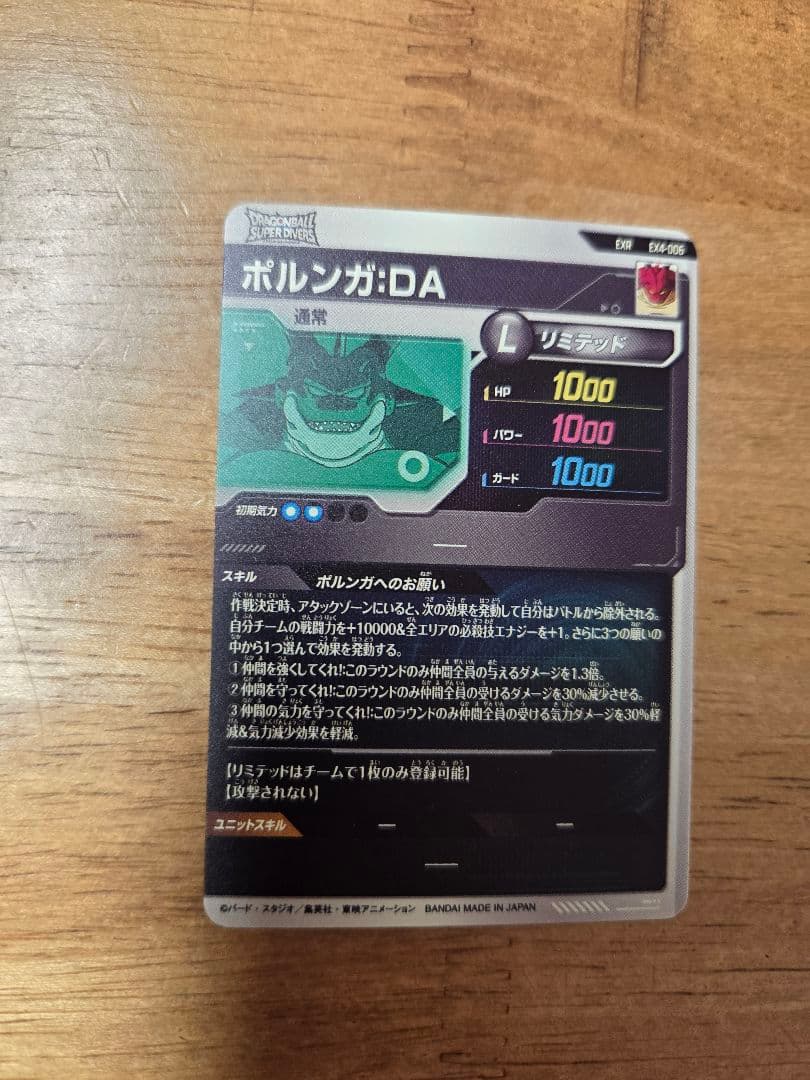 DRAGONBALL
SUPER DIVERS
EXR EX4-006
ポルンガ:DA
通常
L リミテッド
HP 1000
パワー 1000
ガード 1000
初期気力
スキル ポルンガへのお願い
作戦決定時、アタックゾーンにいると、次の効果を発動して自分はバトルから除外される。
自分チームの戦闘力を+10000&全エリアの必殺技エナジーを+1。さらに3つの願いの
中から1つ選んで効果を発動する。
①仲間を強くしてくれ!:このラウンドのみ仲間全員の与えるダメージを1.3倍。
②仲間を守ってくれ!:このラウンドのみ仲間全員の受けるダメージを30%減少させる。
③仲間の気力を守ってくれ!:このラウンドのみ仲間全員の受ける気力ダメージを30%軽
減&気力減少効果を軽減。
【リミテッドはチームで1枚のみ登録可能】
【攻撃されない】
ユニットスキル
©バード・スタジオ/集英社・東映アニメーション BANDAI MADE IN JAPAN